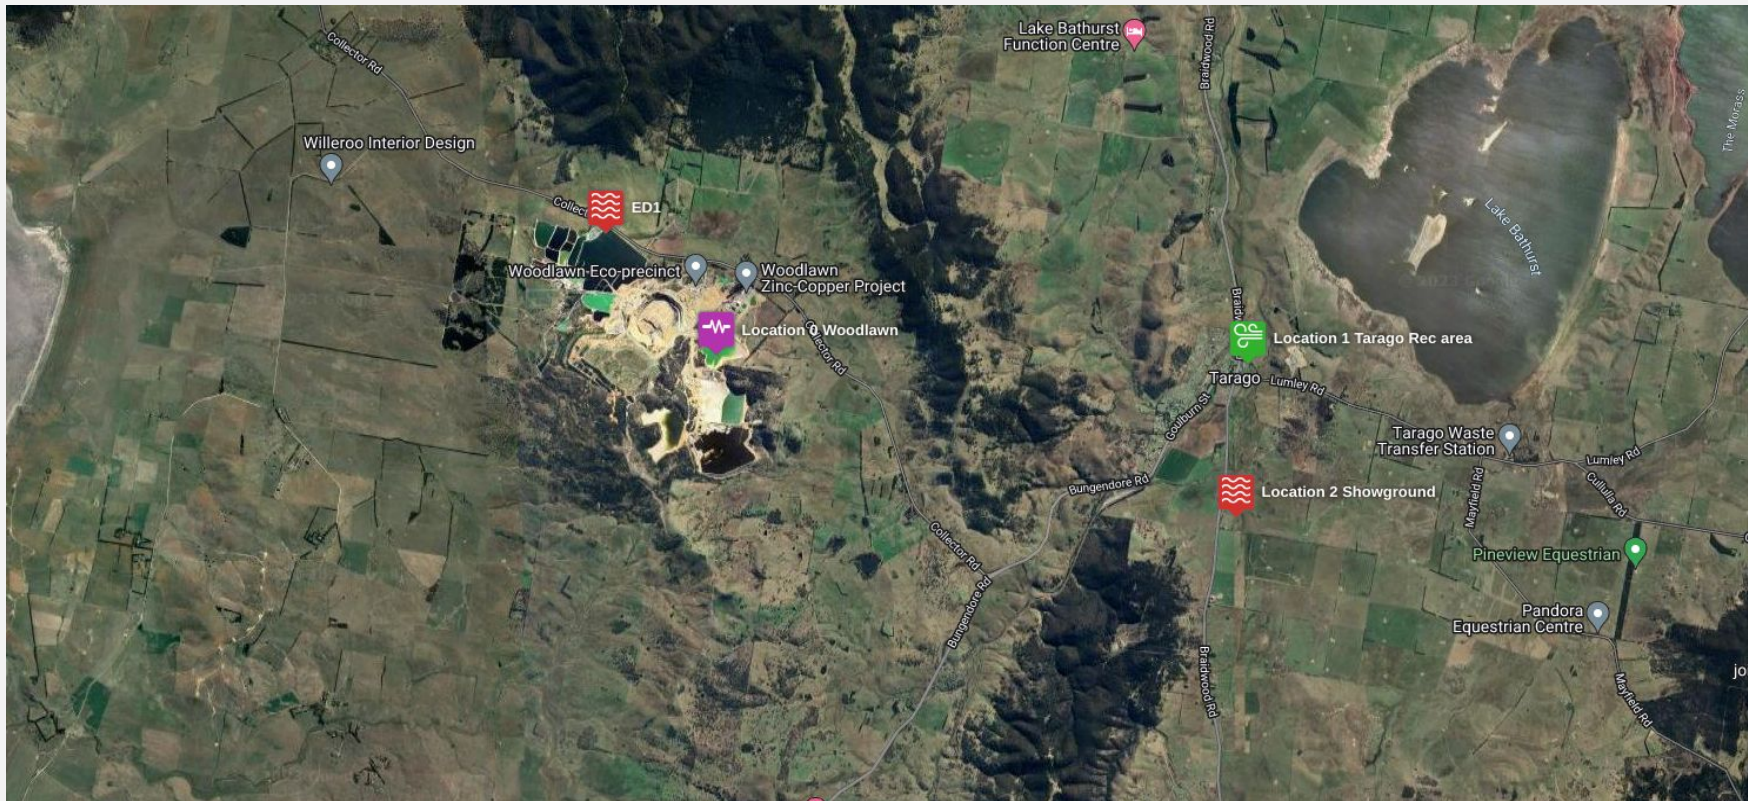 Lake Bathurst
Function Centre
Braidwood Rd
Collector Rd
The Morass
Willeroo Interior Design
Collect
ED1
Lake Bathurst
Woodlawn Eco-precinct
Woodlawn
Zinc-Copper Project
Braidw
Location 0 Woodlawn
Collector Rd
Location 1 Tarago Rec area
Tarago
Lumley Rd
Goulburn St
Tarago Waste
Transfer Station
Lumley Rd
Bungendore Rd
Location 2 Showground
Mayfield Rd
Cullulla Rd
Collector Rd
Pineview Equestrian
Bungendore Rd
Pandora
Equestrian Centre
Braidwood Rd
jo
Mayfield Rd